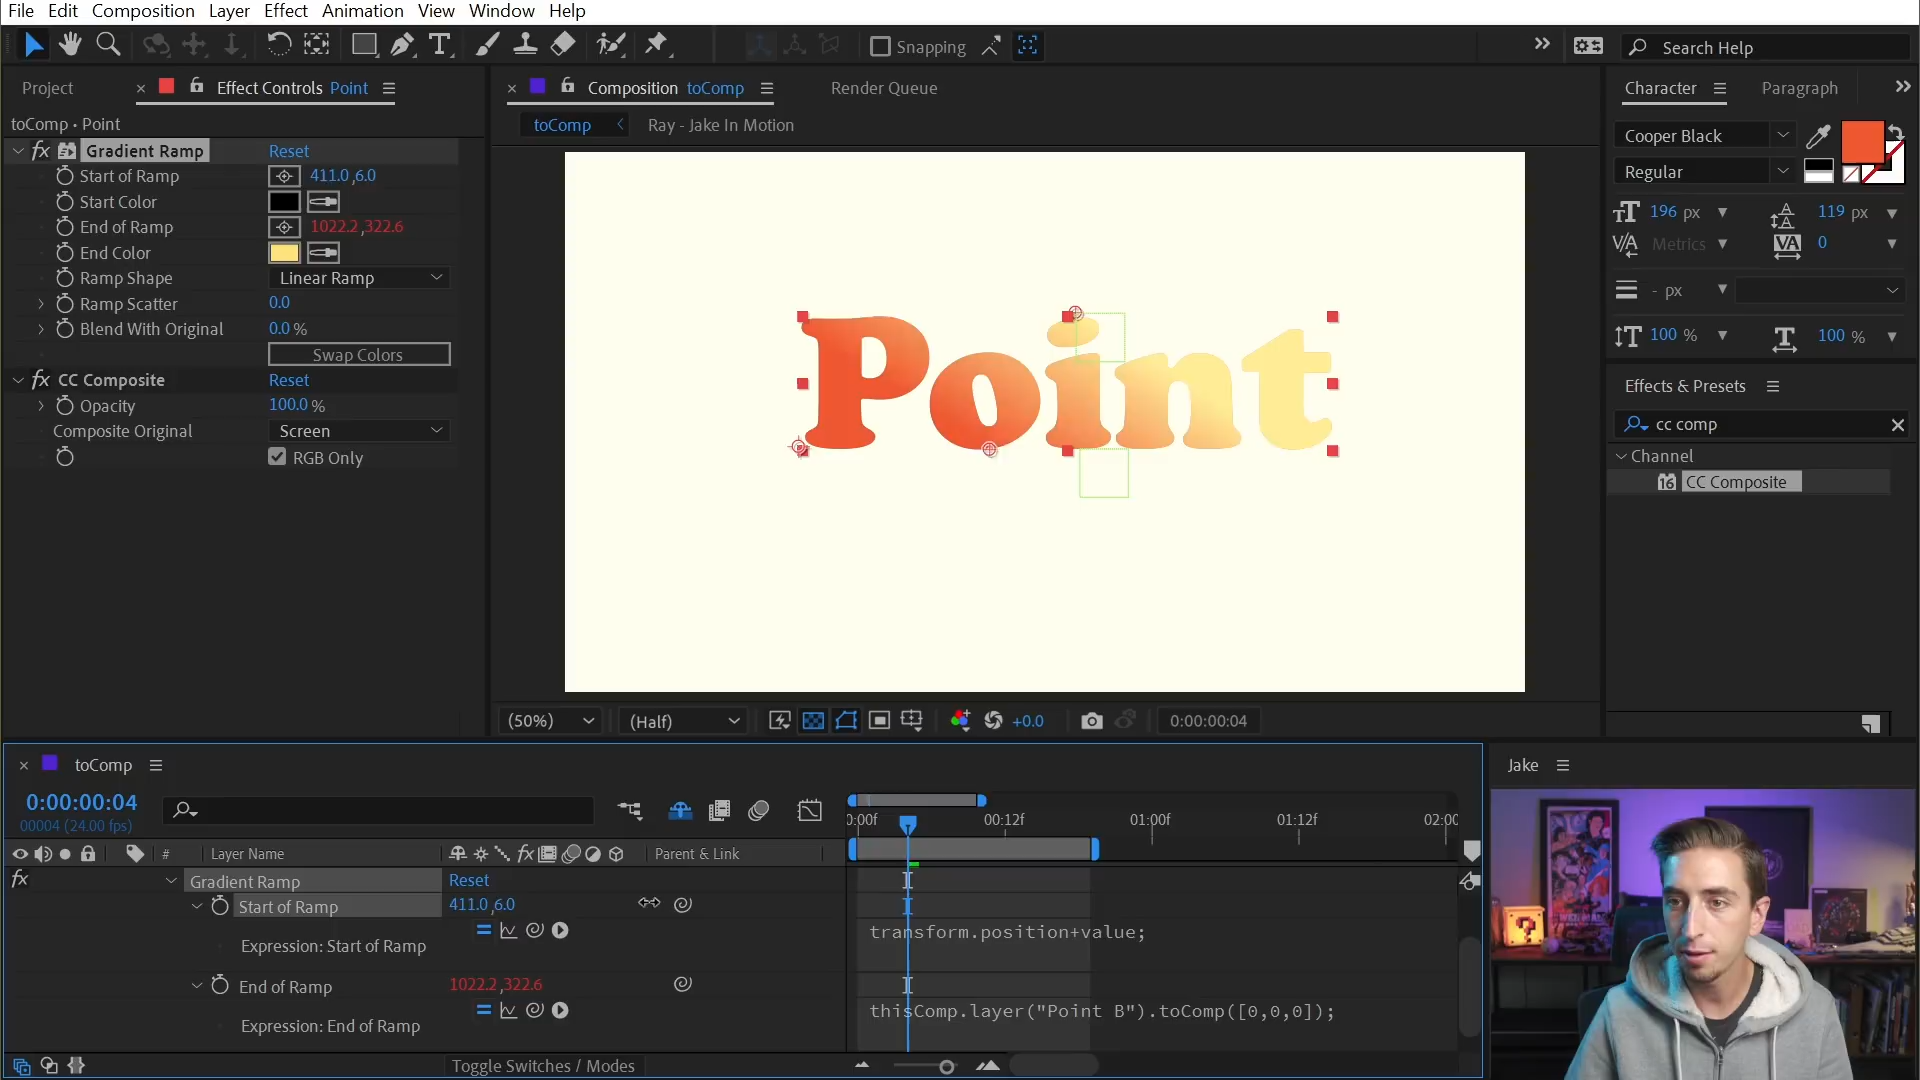 File Edit Composition Layer Effect Animation View Window Help
Snapping
Search Help
Project
Effect Controls Point
Composition toComp
Render Queue
Character
Paragraph
toComp • Point
toComp
Ray - Jake In Motion
fx Gradient Ramp Reset
Start of Ramp 411.0,6.0
Start Color
End of Ramp 1022.2,322.6
End Color
Ramp Shape Linear Ramp
Ramp Scatter 0.0
Blend With Original 0.0 %
Swap Colors
fx CC Composite Reset
Opacity 100.0 %
Composite Original Screen
RGB Only
Point
Cooper Black
Regular
196 px
119 px
Metrics
0
- px
100 %
100 %
Effects & Presets
cc comp
Channel
16 CC Composite
(50%)
(Half)
+0.0
0:00:00:04
toComp
0:00:00:04
00004 (24.00 fps)
0:00f 00:12f 01:00f 01:12f 02:00
# Layer Name
fx
Parent & Link
fx
Gradient Ramp Reset
Start of Ramp 411.0,6.0
Expression: Start of Ramp
transform.position+value;
End of Ramp 1022.2,322.6
Expression: End of Ramp
thisComp.layer("Point B").toComp([0,0,0]);
Toggle Switches / Modes
Jake